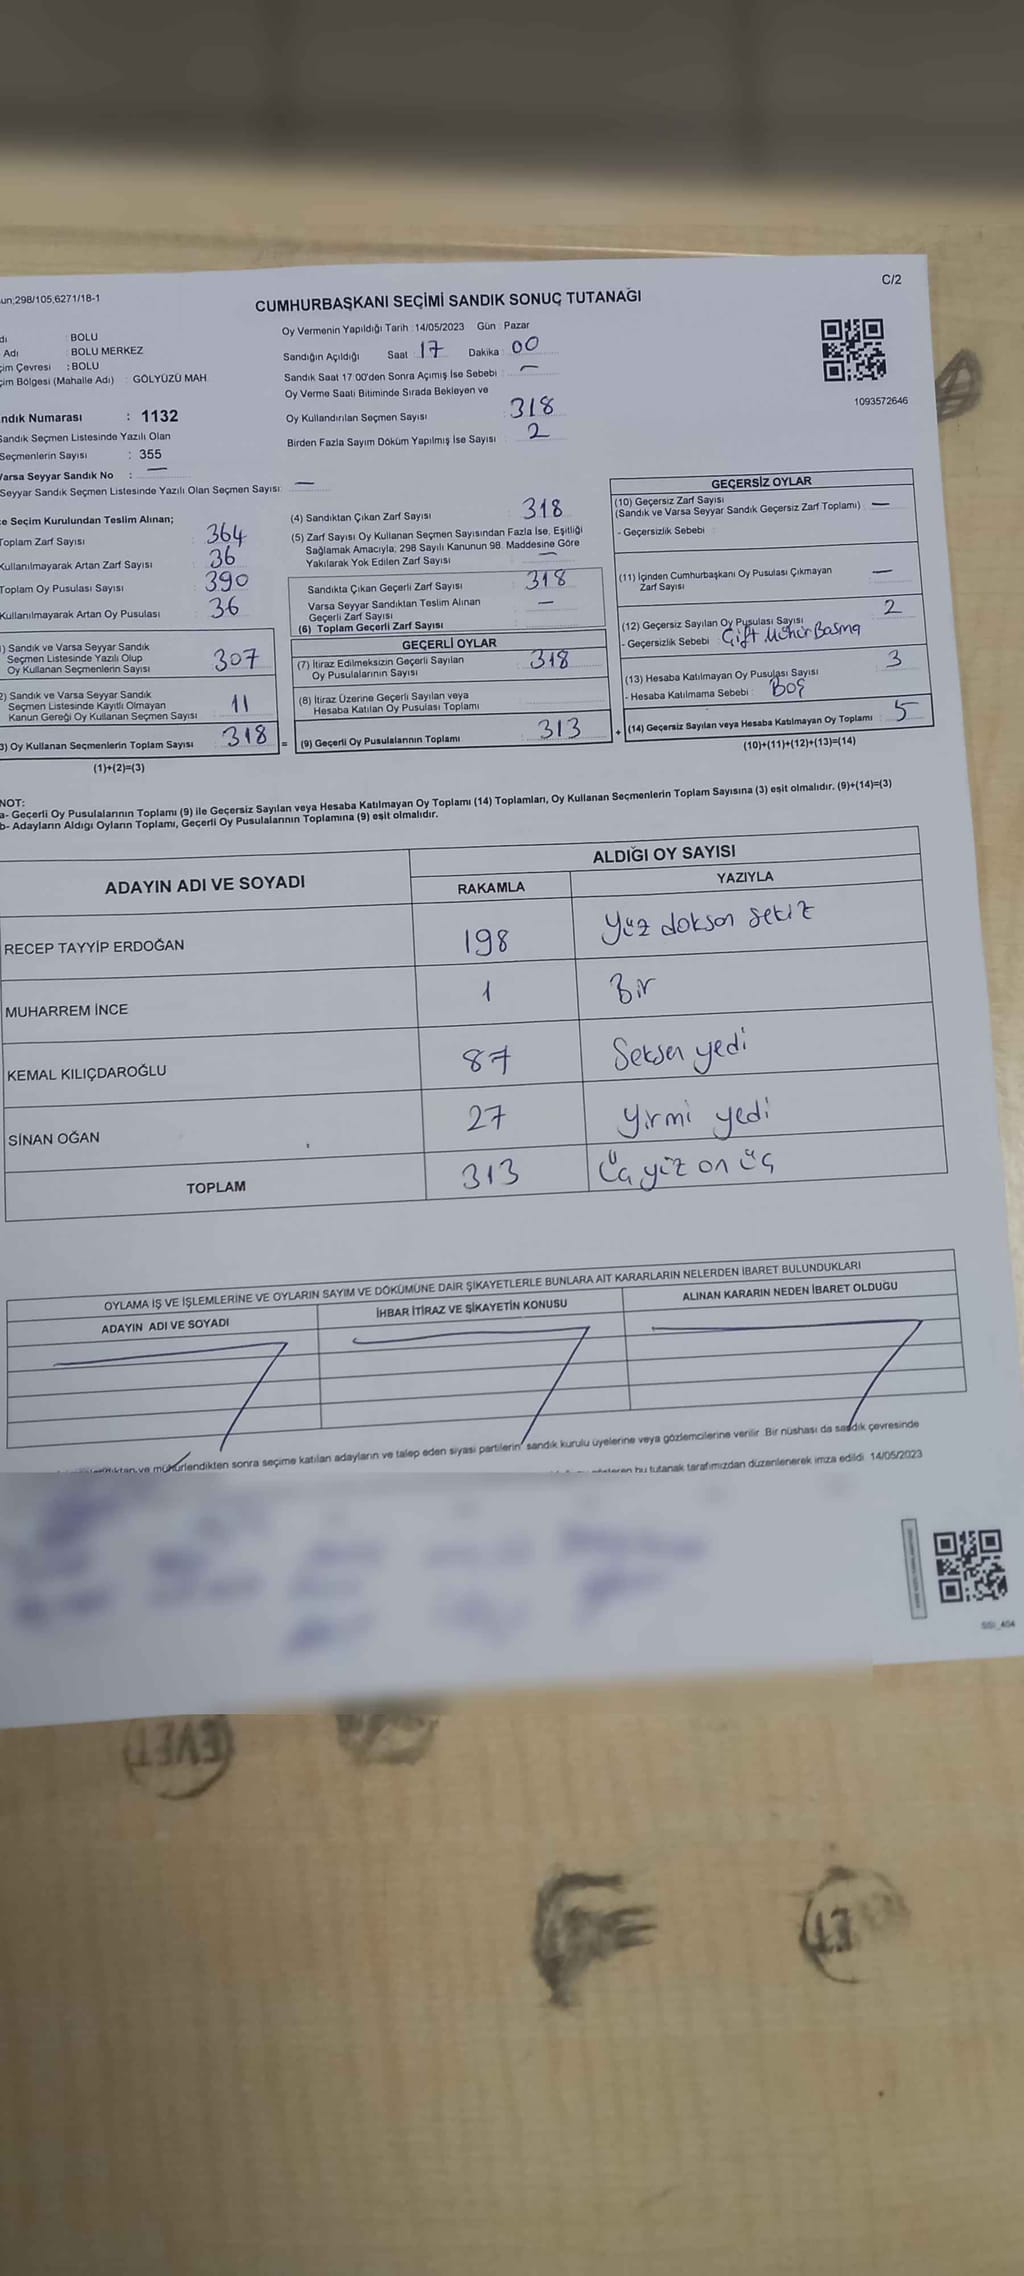 un;298/105,6271/18-1
C/2
CUMHURBAŞKANI SEÇİMİ SANDIK SONUÇ TUTANAĞI
dı : BOLU
Adı : BOLU MERKEZ
çim Çevresi : BOLU
çim Bölgesi (Mahalle Adı) : GÖLYÜZÜ MAH
ndık Numarası : 1132
Sandık Seçmen Listesinde Yazılı Olan
Seçmenlerin Sayısı : 355
Varsa Seyyar Sandık No : —
Seyyar Sandık Seçmen Listesinde Yazılı Olan Seçmen Sayısı: —
Oy Vermenin Yapıldığı Tarih : 14/05/2023 Gün : Pazar
Sandığın Açıldığı Saat : 17 Dakika : 00
Sandık Saat 17 00'den Sonra Açımış İse Sebebi : —
Oy Verme Saati Bitiminde Sırada Bekleyen ve
Oy Kullandırılan Seçmen Sayısı : 318
Birden Fazla Sayım Döküm Yapılmış İse Sayısı : 2
1093572646
e Seçim Kurulundan Teslim Alınan;
Toplam Zarf Sayısı : 364
Kullanılmayarak Artan Zarf Sayısı : 36
Toplam Oy Pusulası Sayısı : 390
Kullanılmayarak Artan Oy Pusulası : 36
1) Sandık ve Varsa Seyyar Sandık
Seçmen Listesinde Yazılı Olup
Oy Kullanan Seçmenlerin Sayısı 307
2) Sandık ve Varsa Seyyar Sandık
Seçmen Listesinde Kayıtlı Olmayan
Kanun Gereği Oy Kullanan Seçmen Sayısı 11
3) Oy Kullanan Seçmenlerin Toplam Sayısı 318
(1)+(2)=(3)
(4) Sandıktan Çıkan Zarf Sayısı : 318
(5) Zarf Sayısı Oy Kullanan Seçmen Sayısından Fazla İse, Eşitliği
Sağlamak Amacıyla, 298 Sayılı Kanunun 98. Maddesine Göre
Yakılarak Yok Edilen Zarf Sayısı : —
Sandıkta Çıkan Geçerli Zarf Sayısı : 318
Varsa Seyyar Sandıktan Teslim Alınan
Geçerli Zarf Sayısı : —
(6) Toplam Geçerli Zarf Sayısı
GEÇERLİ OYLAR
(7) İtiraz Edilmeksizin Geçerli Sayılan
Oy Pusulalarının Sayısı : 318
(8) İtiraz Üzerine Geçerli Sayılan veya
Hesaba Katılan Oy Pusulası Toplamı
= (9) Geçerli Oy Pusulalarının Toplamı : 313
GEÇERSİZ OYLAR
(10) Geçersiz Zarf Sayısı
(Sandık ve Varsa Seyyar Sandık Geçersiz Zarf Toplamı) : —
- Geçersizlik Sebebi :
(11) İçinden Cumhurbaşkanı Oy Pusulası Çıkmayan
Zarf Sayısı : —
(12) Geçersiz Sayılan Oy Pusulası Sayısı : 2
- Geçersizlik Sebebi : Çift Mühür Basma
(13) Hesaba Katılmayan Oy Pusulası Sayısı : 3
- Hesaba Katılmama Sebebi : Boş
+ (14) Geçersiz Sayılan veya Hesaba Katılmayan Oy Toplamı : 5
(10)+(11)+(12)+(13)=(14)
NOT:
a- Geçerli Oy Pusulalarının Toplamı (9) ile Geçersiz Sayılan veya Hesaba Katılmayan Oy Toplamı (14) Toplamları, Oy Kullanan Seçmenlerin Toplam Sayısına (3) eşit olmalıdır. (9)+(14)=(3)
b- Adayların Aldığı Oyların Toplamı, Geçerli Oy Pusulalarının Toplamına (9) eşit olmalıdır.
ADAYIN ADI VE SOYADI
ALDIĞI OY SAYISI
RAKAMLA YAZIYLA
RECEP TAYYİP ERDOĞAN 198 Yüz doksan sekiz
MUHARREM İNCE 1 Bir
KEMAL KILIÇDAROĞLU 87 Seksen yedi
SİNAN OĞAN 27 Yirmi yedi
TOPLAM 313 Üç yüz on üç
OYLAMA İŞ VE İŞLEMLERİNE VE OYLARIN SAYIM VE DÖKÜMÜNE DAİR ŞİKAYETLERLE BUNLARA AİT KARARLARIN NELERDEN İBARET BULUNDUKLARI
ADAYIN ADI VE SOYADI İHBAR İTİRAZ VE ŞİKAYETİN KONUSU ALINAN KARARIN NEDEN İBARET OLDUĞU
ve mühürlendikten sonra seçime katılan adayların ve talep eden siyasi partilerin sandık kurulu üyelerine veya gözlemcilerine verilir. Bir nüshası da sandık çevresinde
bu tutanak tarafımızdan düzenlenerek imza edildi. 14/05/2023
EVET